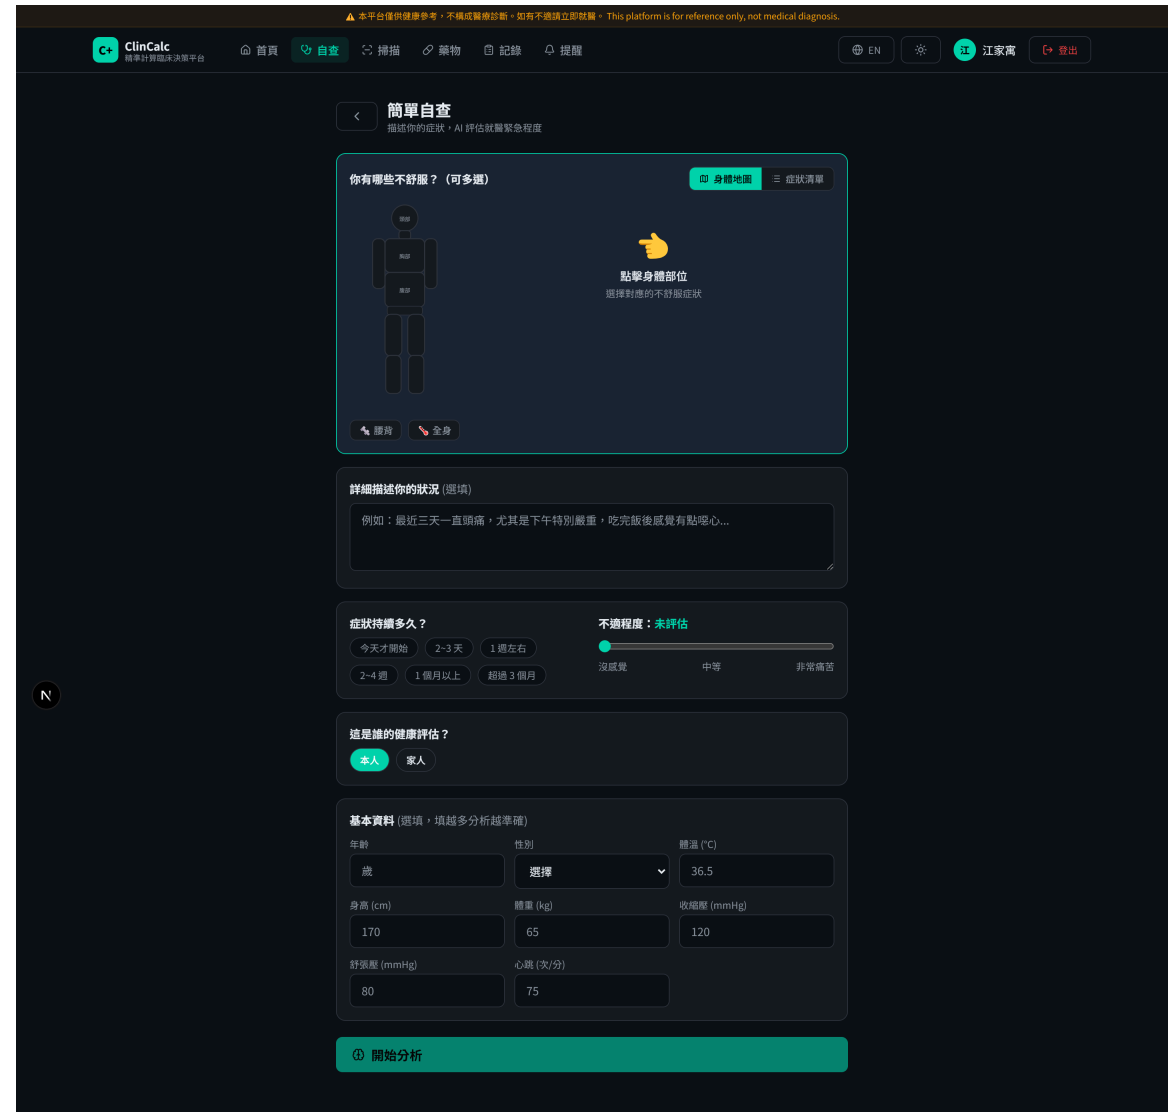 本平台僅供健康參考，不構成醫療診斷。如有不適請立即就醫。 This platform is for reference only, not medical diagnosis.
C+ ClinCalc
精準計算臨床決策平台
首頁 自查 掃描 藥物 記錄 提醒 EN 江 江家寓 登出
簡單自查
描述你的症狀，AI 評估就醫緊急程度
你有哪些不舒服？（可多選） 身體地圖 症狀清單
頭部
胸部
腹部
點擊身體部位
選擇對應的不舒服症狀
腰背 全身
詳細描述你的狀況 (選填)
例如：最近三天一直頭痛，尤其是下午特別嚴重，吃完飯後感覺有點噁心...
症狀持續多久？
今天才開始 2~3 天 1 週左右
2~4 週 1 個月以上 超過 3 個月
不適程度：未評估
沒感覺 中等 非常痛苦
N
這是誰的健康評估？
本人 家人
基本資料 (選填，填越多分析越準確)
年齡 性別 體溫 (°C)
歲 選擇 36.5
身高 (cm) 體重 (kg) 收縮壓 (mmHg)
170 65 120
舒張壓 (mmHg) 心跳 (次/分)
80 75
開始分析